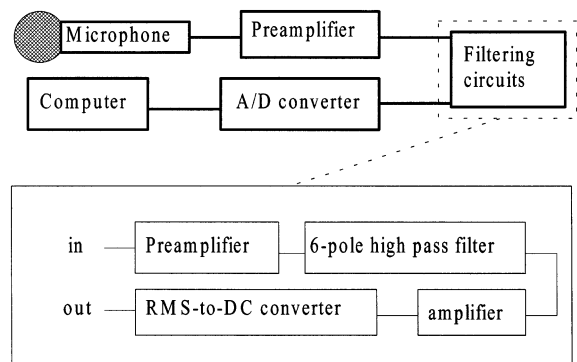 Microphone
Preamplifier
Filtering
circuits
Computer
A/D converter
in
Preamplifier
6-pole high pass filter
out
RMS-to-DC converter
amplifier